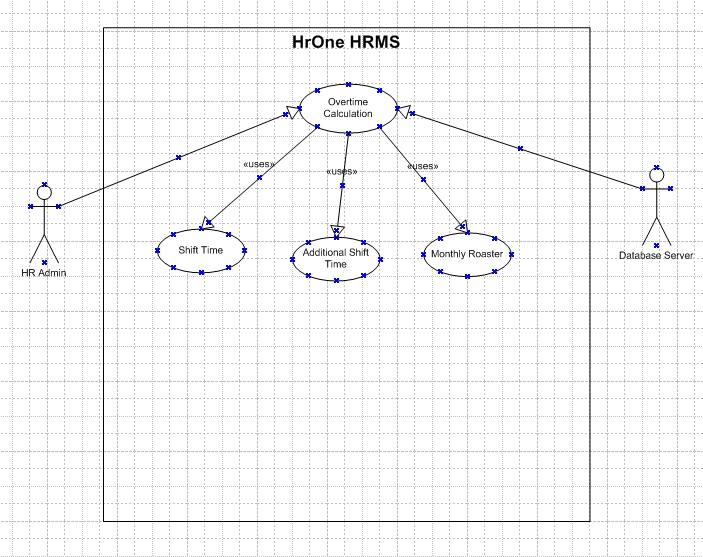 HrOne HRMS
Overtime
Calculation
«uses»
«uses»
«uses»
Shift Time
Additional Shift
Time
Monthly Roaster
HR Admin
Database Server